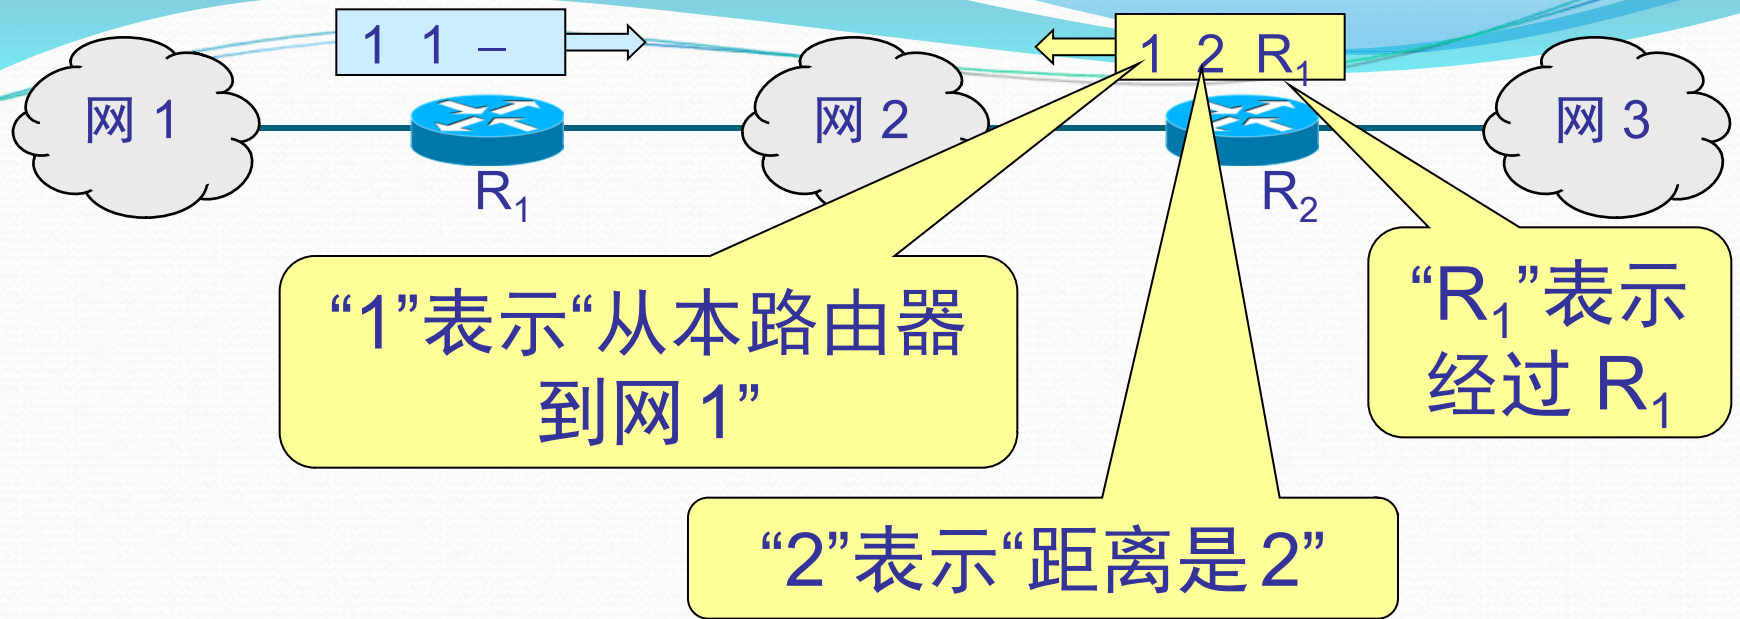 1 1 –
1 2 R₁
网 1
网 2
网 3
R₁
R₂
“1”表示“从本路由器
到网 1”
“R₁”表示
经过 R₁
“2”表示“距离是 2”